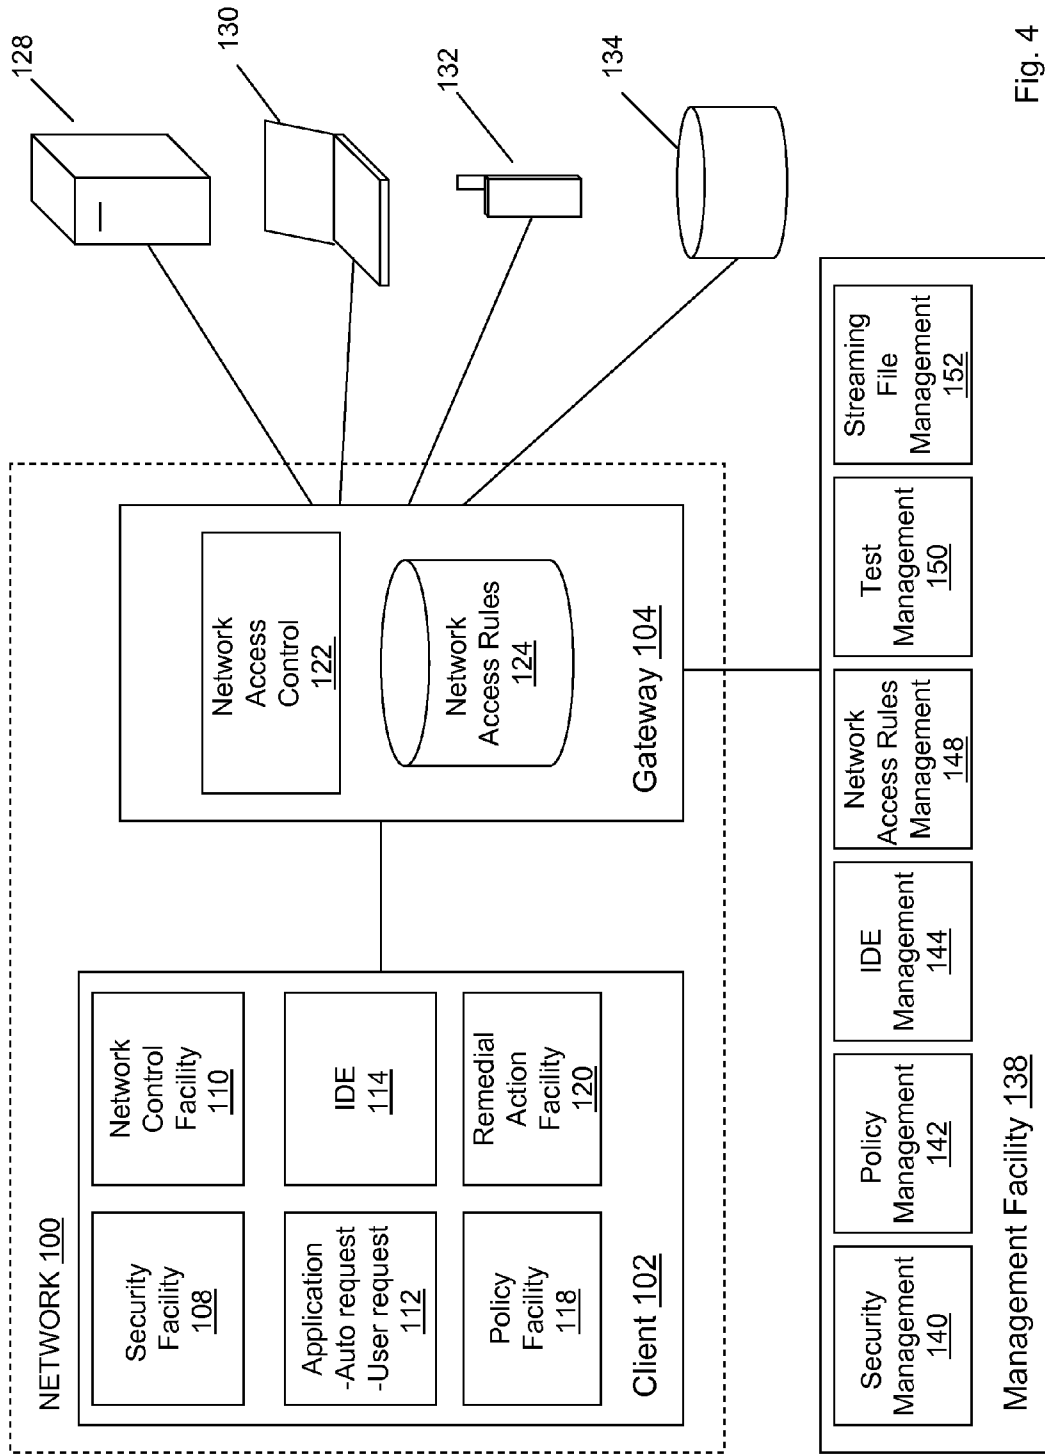 NETWORK 100
Security
Facility
108
Network
Control
Facility
110
Application
-Auto request
-User request
112
IDE
114
Policy
Facility
118
Remedial
Action
Facility
120
Client 102
Network
Access
Control
122
Network
Access Rules
124
Gateway 104
128
130
132
134
Security
Management
140
Policy
Management
142
IDE
Management
144
Network
Access Rules
Management
148
Test
Management
150
Streaming
File
Management
152
Management Facility 138
Fig. 4